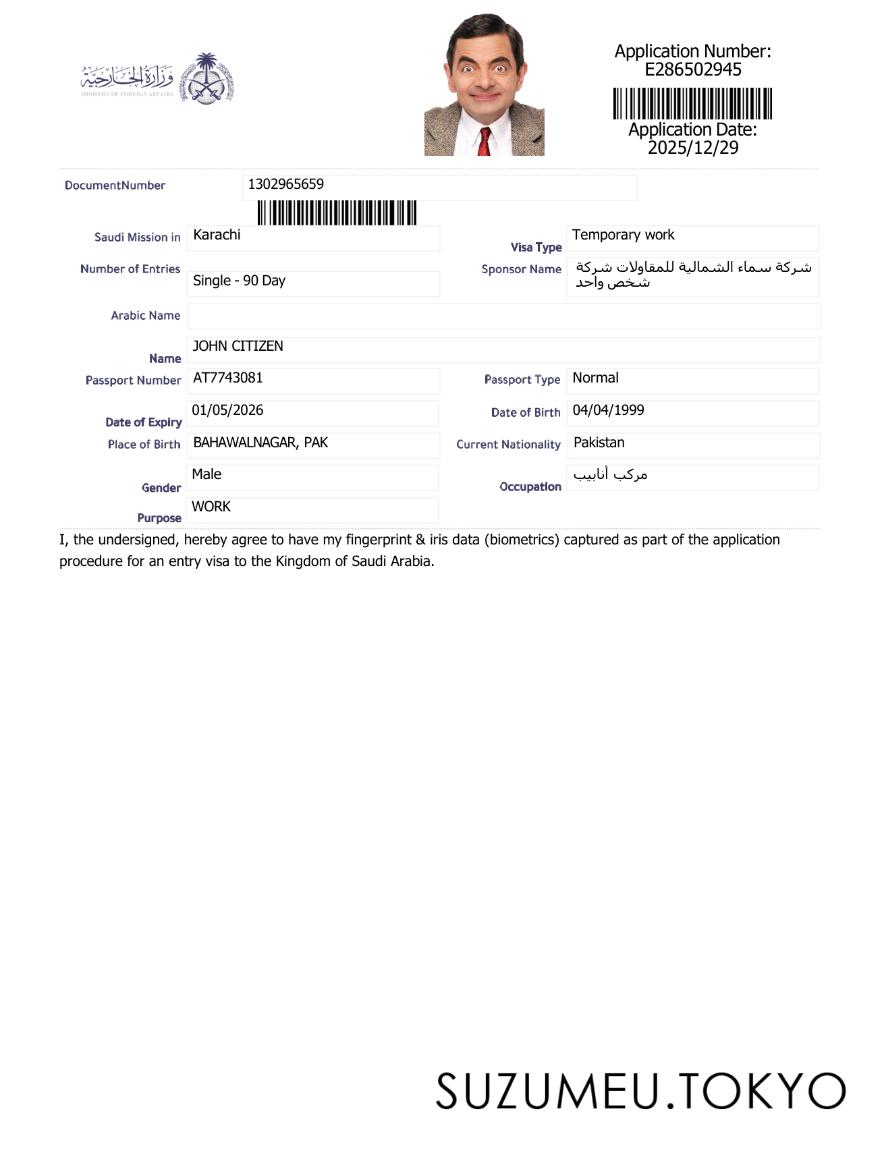 وزارة الخارجية
MINISTRY OF FOREIGN AFFAIRS
Application Number:
E286502945
Application Date:
2025/12/29
DocumentNumber 1302965659
Saudi Mission in Karachi
Visa Type Temporary work
Number of Entries Single - 90 Day
Sponsor Name شركة سماء الشمالية للمقاولات شركة
شخص واحد
Arabic Name
Name JOHN CITIZEN
Passport Number AT7743081
Passport Type Normal
Date of Expiry 01/05/2026
Date of Birth 04/04/1999
Place of Birth BAHAWALNAGAR, PAK
Current Nationality Pakistan
Gender Male
Occupation مركب أنابيب
Purpose WORK
I, the undersigned, hereby agree to have my fingerprint & iris data (biometrics) captured as part of the application
procedure for an entry visa to the Kingdom of Saudi Arabia.
SUZUMEU.TOKYO